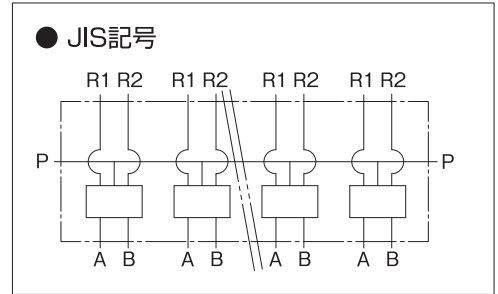 ● JIS記号
R1 R2 R1 R2 R1 R2 R1 R2
P P
A B A B A B A B